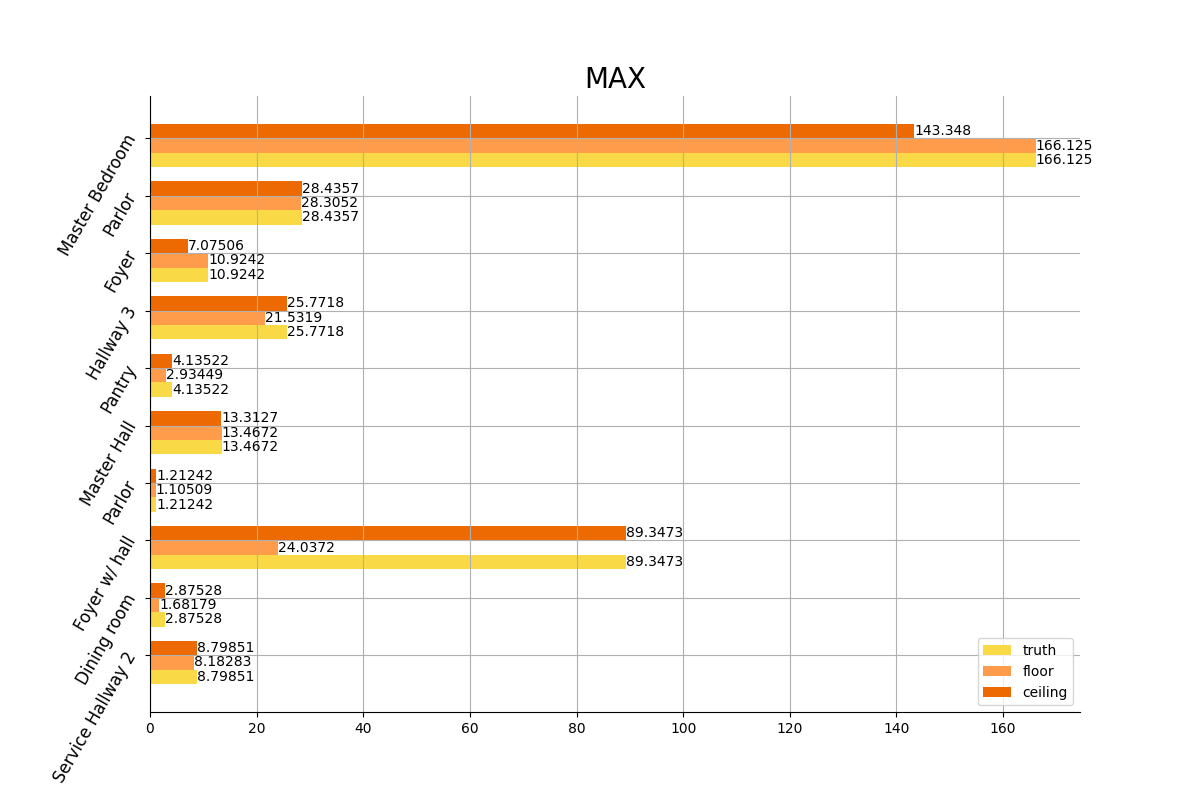 MAX
Master Bedroom
143.348
166.125
166.125
Parlor
28.4357
28.3052
28.4357
Foyer
7.07506
10.9242
10.9242
Hallway 3
25.7718
21.5319
25.7718
Pantry
4.13522
2.93449
4.13522
Master Hall
13.3127
13.4672
13.4672
Parlor
1.21242
1.10509
1.21242
Foyer w/ hall
89.3473
24.0372
89.3473
Dining room
2.87528
1.68179
2.87528
Service Hallway 2
8.79851
8.18283
8.79851
truth
floor
ceiling
0 20 40 60 80 100 120 140 160